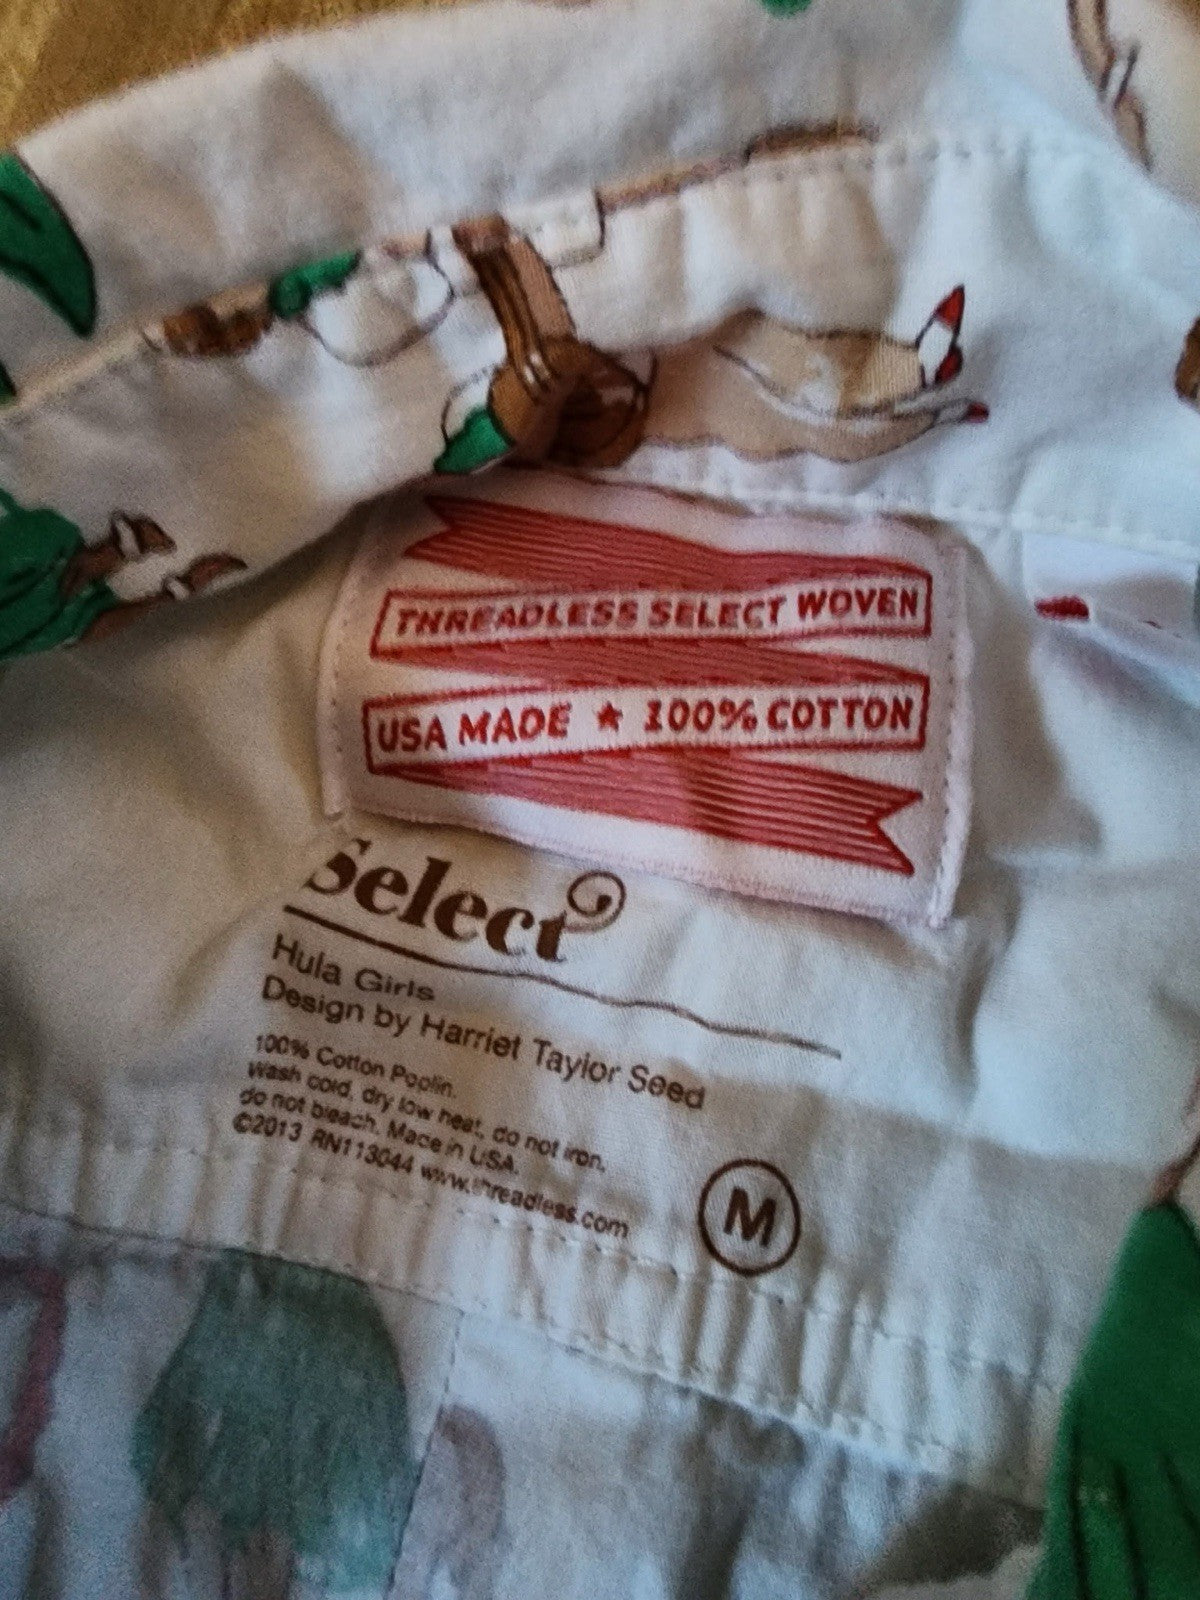 THREADLESS SELECT WOVEN
USA MADE ★ 100% COTTON
Select
Hula Girls
Design by Harriet Taylor Seed
100% Cotton Poplin.
Wash cold, dry low heat, do not iron,
do not bleach. Made in USA.
©2013 RN113044 www.threadless.com
M